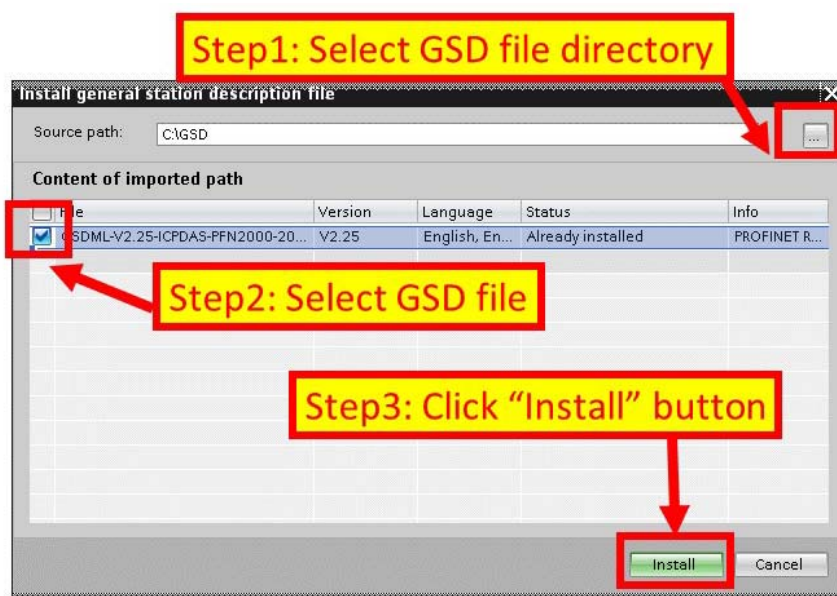 Step1: Select GSD file directory
Install general station description file
Source path:
C:\GSD
...
Content of imported path
File
Version
Language
Status
Info
GSDML-V2.25-ICPDAS-PFN2000-20...
V2.25
English, En...
Already installed
PROFINET R...
Step2: Select GSD file
Step3: Click “Install” button
Install
Cancel